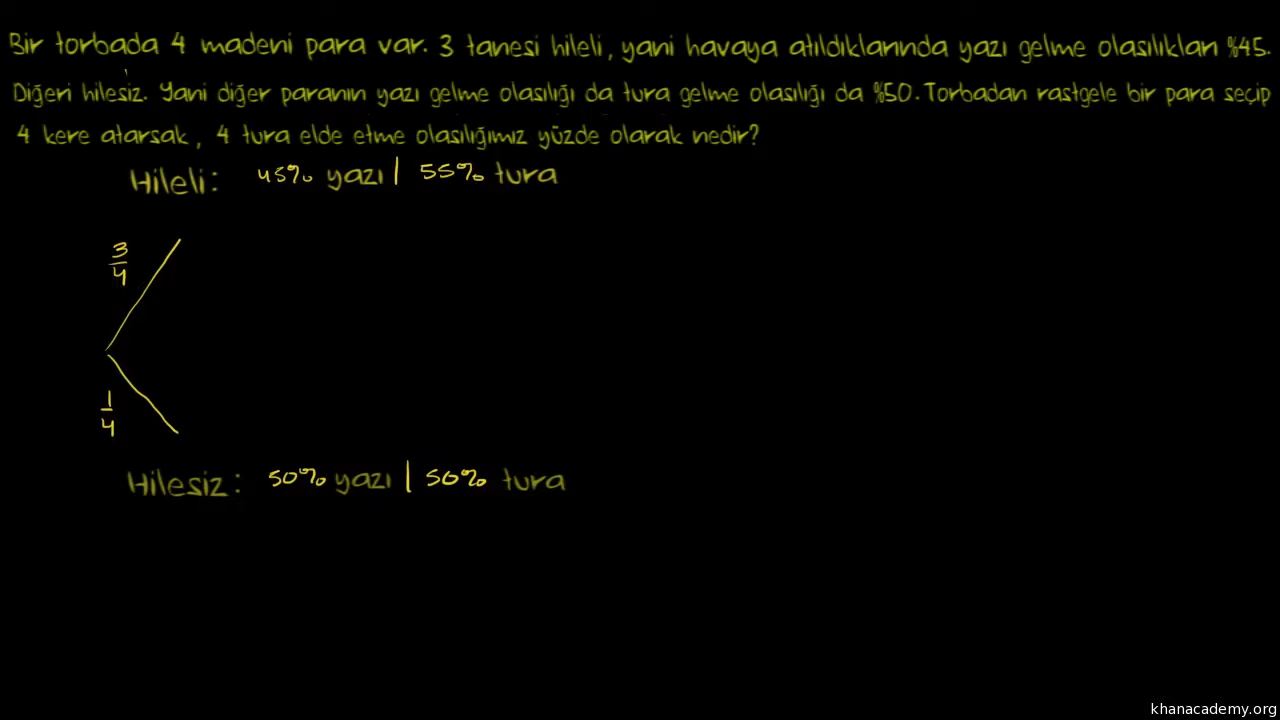 Bir torbada 4 madeni para var. 3 tanesi hileli, yani havaya atıldıklarında yazı gelme olasılıkları %45.
Diğeri hilesiz. Yani diğer paranın yazı gelme olasılığı da tura gelme olasılığı da %50. Torbadan rastgele bir para seçip
4 kere atarsak, 4 tura elde etme olasılığımız yüzde olarak nedir?
Hileli: 45% yazı | 55% tura
3/4
1/4
Hilesiz: 50% yazı | 50% tura
khanacademy.org